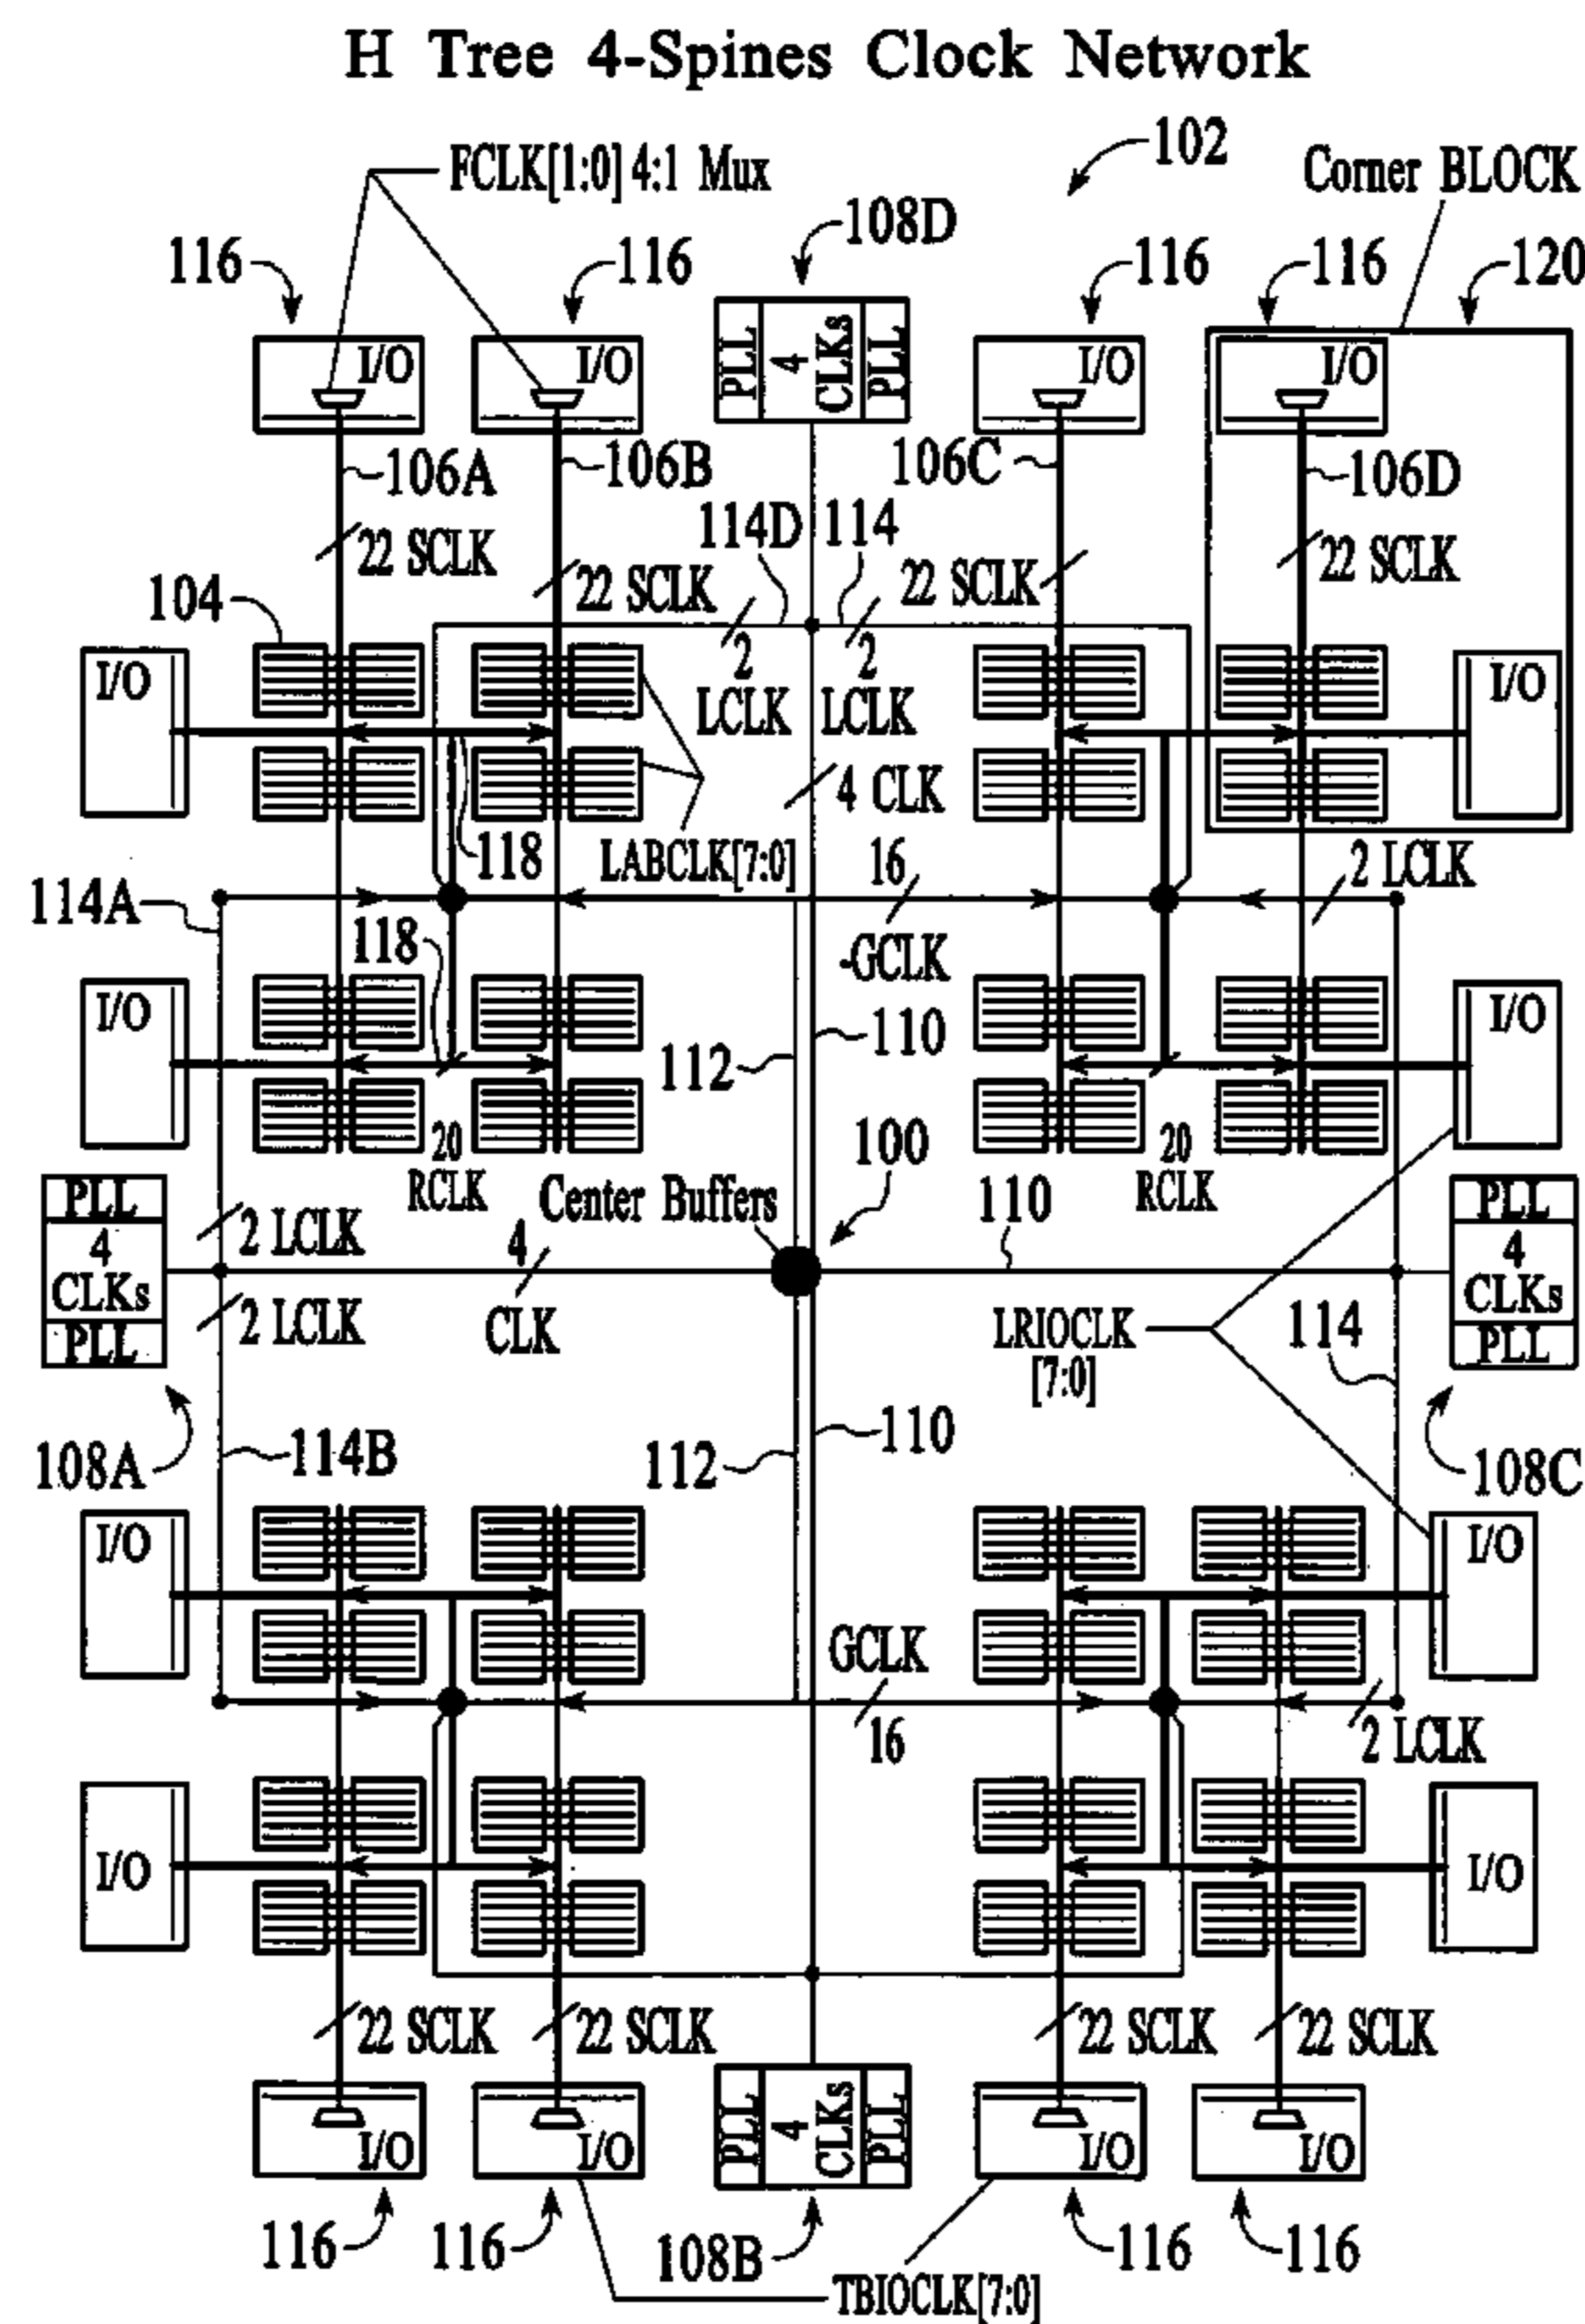 H Tree 4-Spines Clock Network
FCLK[1:0] 4:1 Mux
102
Corner BLOCK
108D
116
116
116
116
120
I/O
I/O
PLL
4
CLKs
PLL
I/O
I/O
106A
106B
106C
106D
114D
114
22 SCLK
22 SCLK
22 SCLK
22 SCLK
104
2
LCLK
2
LCLK
I/O
I/O
4 CLK
118
LABCLK[7:0]
16
2 LCLK
114A
118
-GCLK
I/O
I/O
112
110
20
RCLK
Center Buffers
100
110
20
RCLK
PLL
4
CLKs
PLL
2 LCLK
2 LCLK
4
CLK
LRIOCLK
[7:0]
114
PLL
4
CLKs
PLL
108A
114B
112
110
108C
I/O
I/O
GCLK
16
2 LCLK
I/O
I/O
22 SCLK
22 SCLK
22 SCLK
22 SCLK
I/O
I/O
PLL
4
CLKs
PLL
I/O
I/O
116
116
108B
116
116
TBIOCLK[7:0]